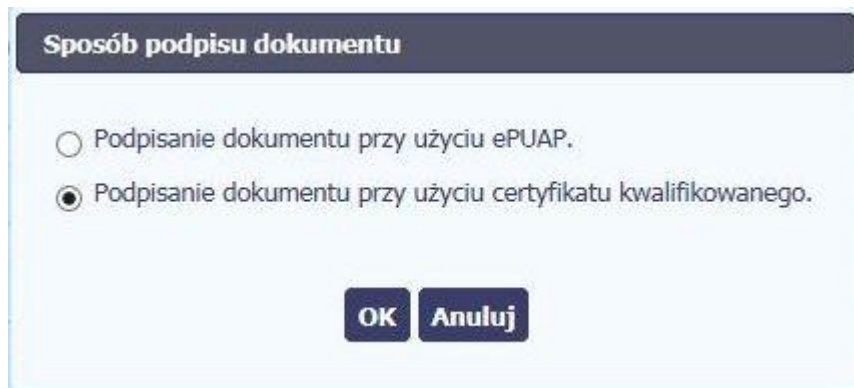 Sposób podpisu dokumentu
Podpisanie dokumentu przy użyciu ePUAP.
Podpisanie dokumentu przy użyciu certyfikatu kwalifikowanego.
OK Anuluj